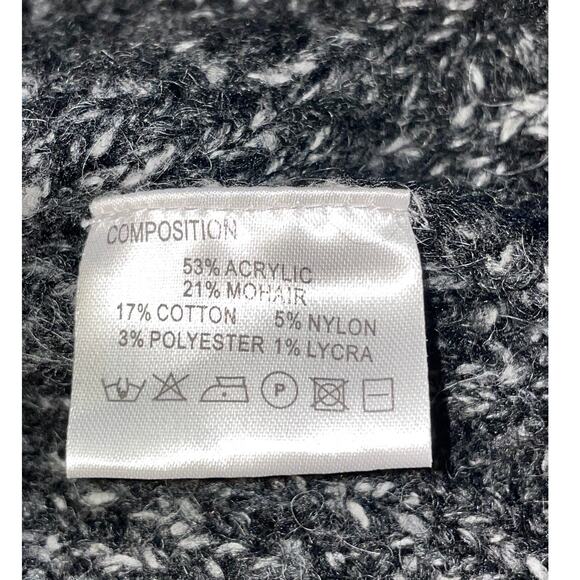 COMPOSITION
53% ACRYLIC
21% MOHAIR
17% COTTON 5% NYLON
3% POLYESTER 1% LYCRA
P